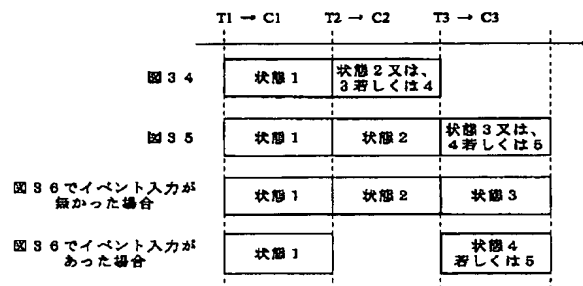 T1 → C1 T2 → C2 T3 → C3
図34
状態1
状態2又は、
3若しくは4
図35
状態1
状態2
状態3又は、
4若しくは5
図36でイベント入力が
無かった場合
状態1
状態2
状態3
図36でイベント入力が
あった場合
状態1
状態4
若しくは5